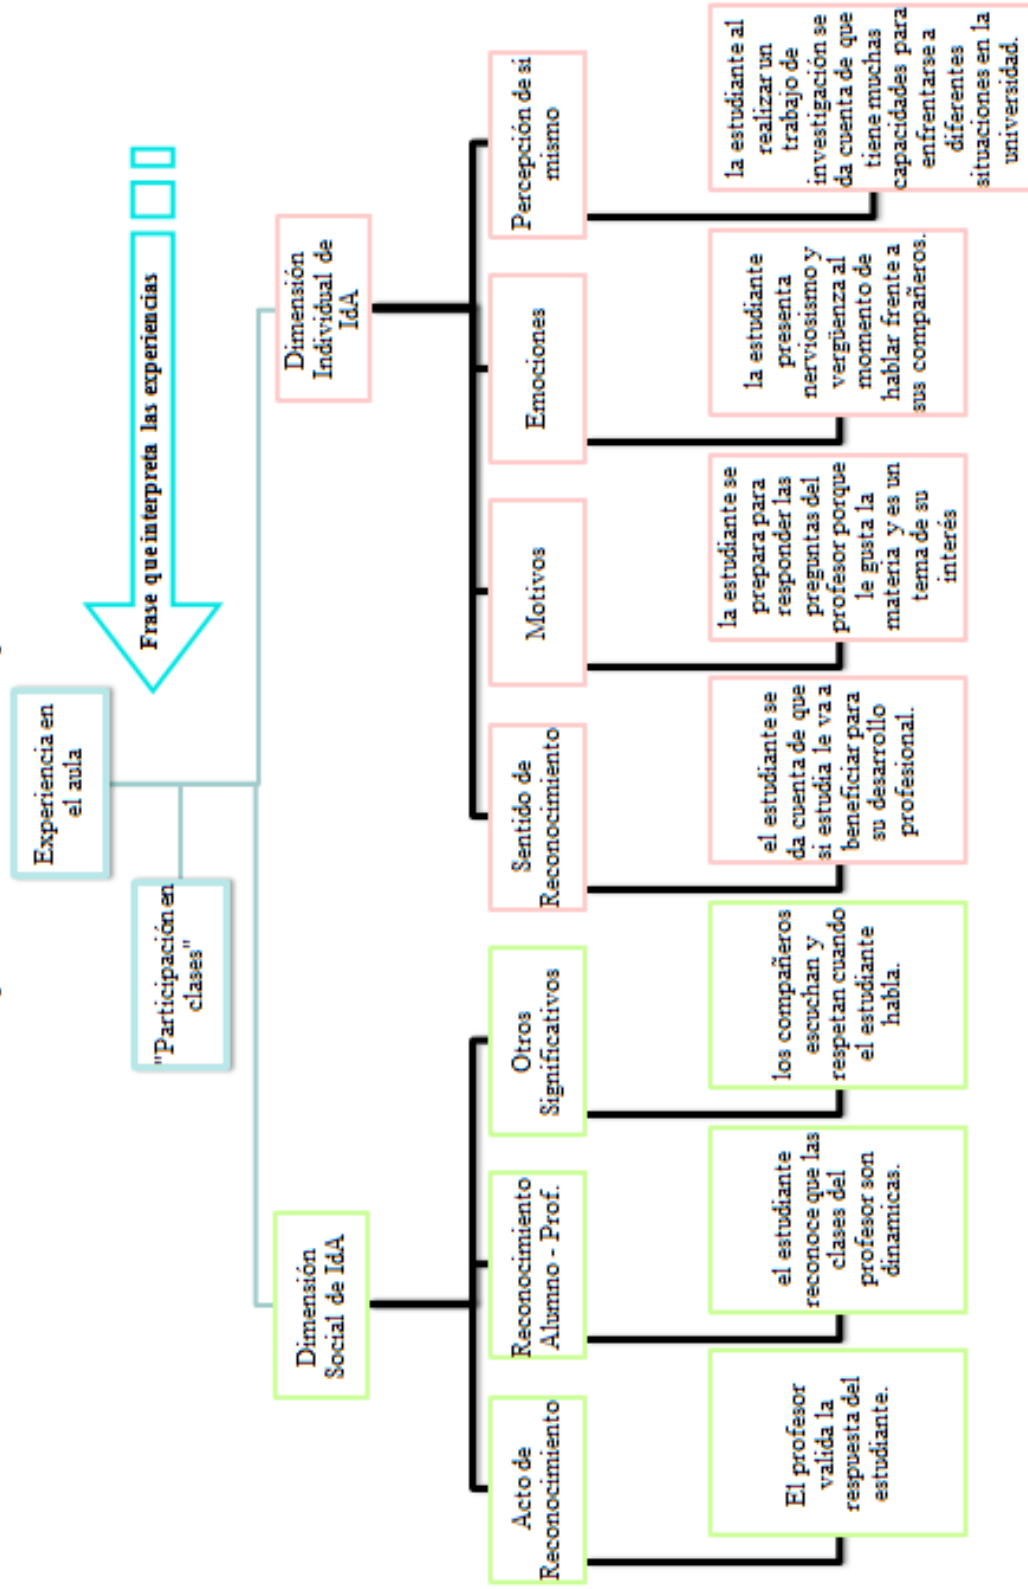 Experiencia en
el aula
Frase que interpreta las experiencias
"Participación en
clases"
Dimensión
Social de IdA
Dimensión
Individual de
IdA
Acto de
Reconocimiento
Reconocimiento
Alumno - Prof.
Otros
Significativos
Sentido de
Reconocimiento
Motivos
Emociones
Percepción de si
mismo
El profesor
valida la
respuesta del
estudiante.
el estudiante
reconoce que las
clases del
profesor son
dinamicas.
los compañeros
escuchan y
respetan cuando
el estudiante
habla.
el estudiante se
da cuenta de que
si estudia le va a
beneficiar para
su desarrollo
profesional.
la estudiante se
prepara para
responder las
preguntas del
profesor porque
le gusta la
materia y es un
tema de su
interés
la estudiante
presenta
nerviosismo y
vergüenza al
momento de
hablar frente a
sus compañeros.
la estudiante al
realizar un
trabajo de
investigación se
da cuenta de que
tiene muchas
capacidades para
enfrentarse a
diferentes
situaciones en la
universidad.